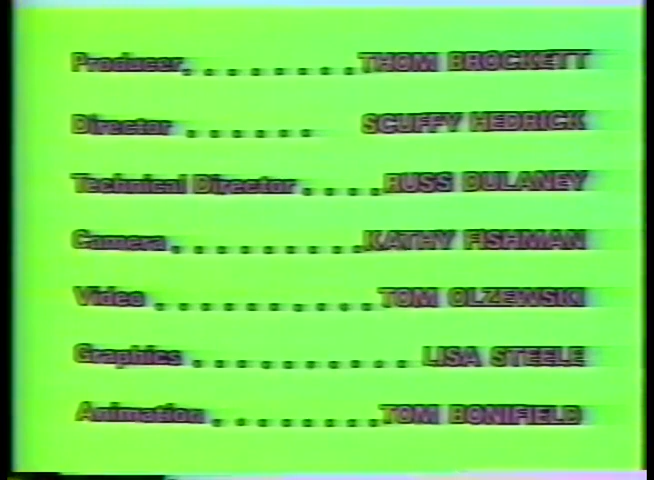 Producer. . . . . . . . THOM BROCKETT
Director . . . . . . SCUFFY HEDRICK
Technical Director . . . . RUSS DULANEY
Camera . . . . . . . . . KATHY FISHMAN
Video . . . . . . . . . . TOM OLZEWSKI
Graphics . . . . . . . . . . LISA STEELE
Animation . . . . . . . . TOM BONIFIELD